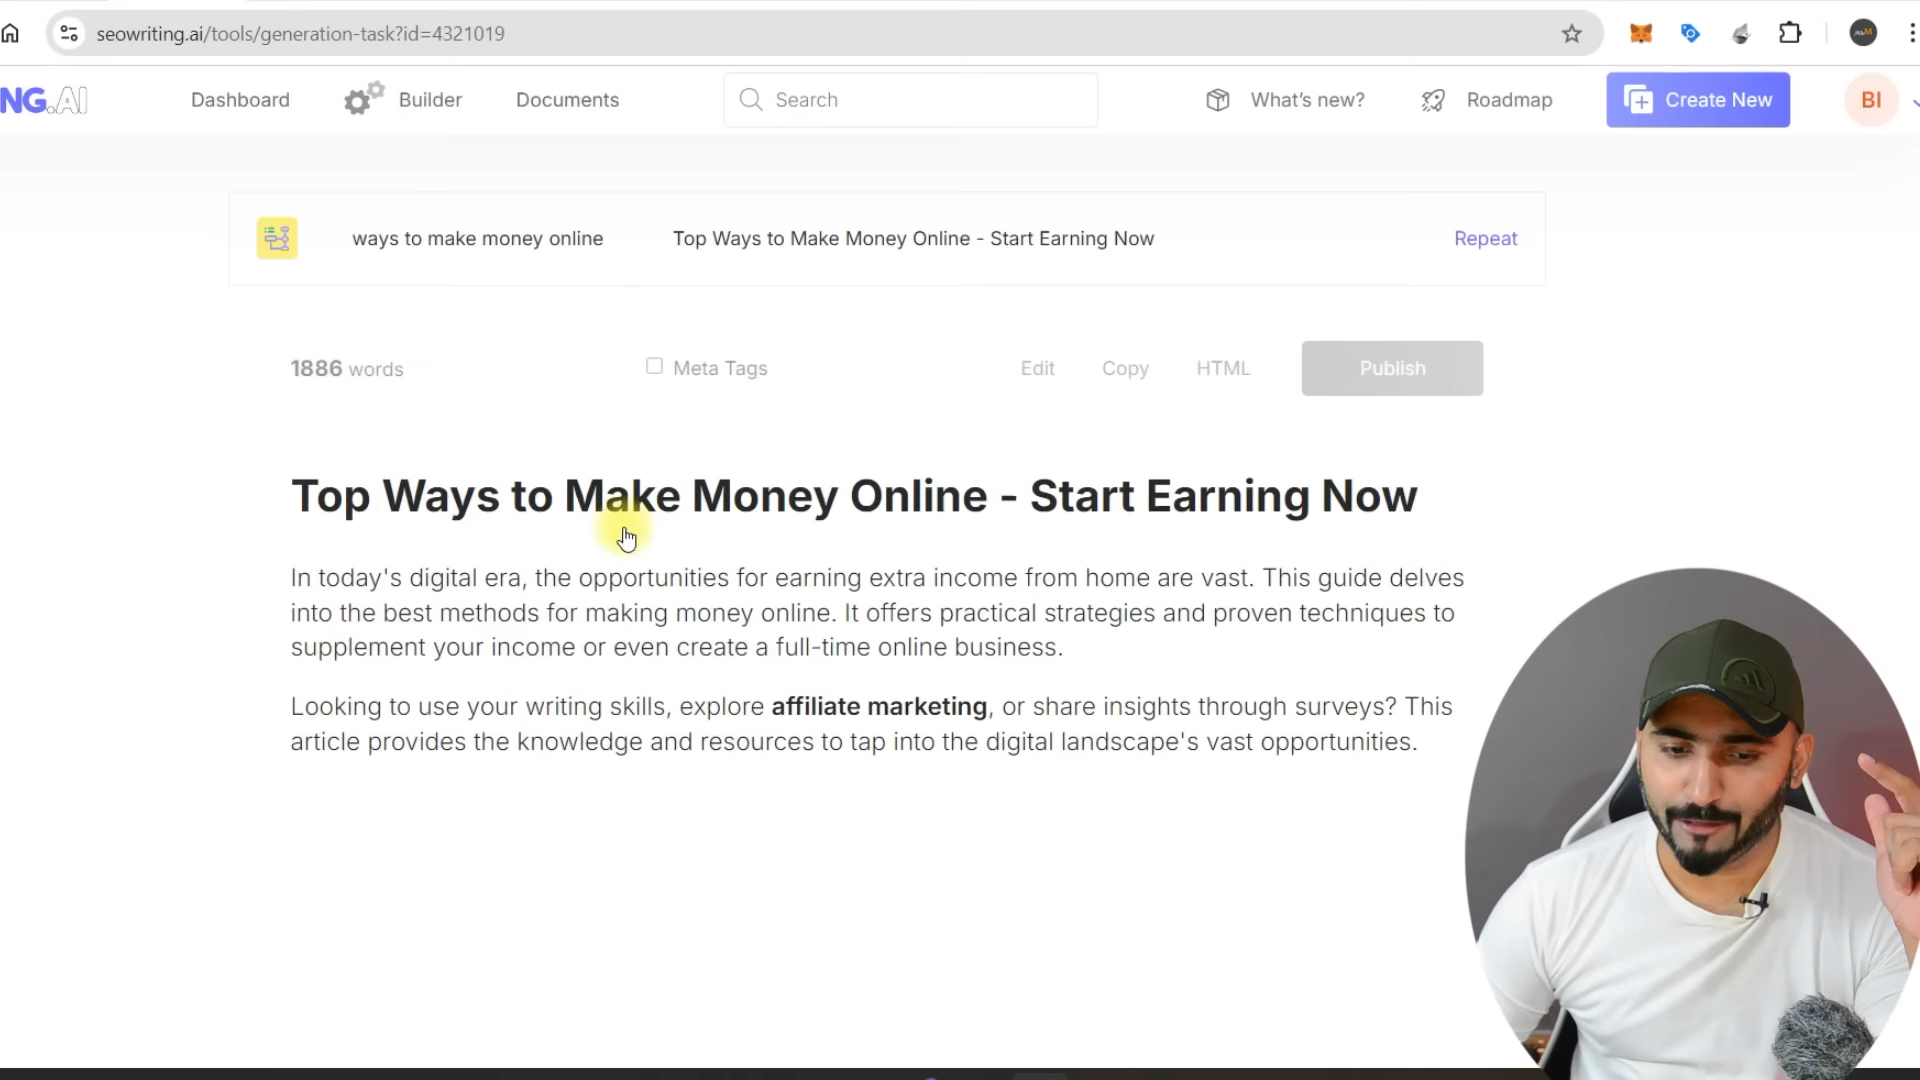 seowriting.ai/tools/generation-task?id=4321019
NG.AI
Dashboard
Builder
Documents
Search
What's new?
Roadmap
Create New
BI
ways to make money online
Top Ways to Make Money Online - Start Earning Now
Repeat
1886 words
Meta Tags
Edit
Copy
HTML
Publish
Top Ways to Make Money Online - Start Earning Now
In today's digital era, the opportunities for earning extra income from home are vast. This guide delves
into the best methods for making money online. It offers practical strategies and proven techniques to
supplement your income or even create a full-time online business.
Looking to use your writing skills, explore affiliate marketing, or share insights through surveys? This
article provides the knowledge and resources to tap into the digital landscape's vast opportunities.